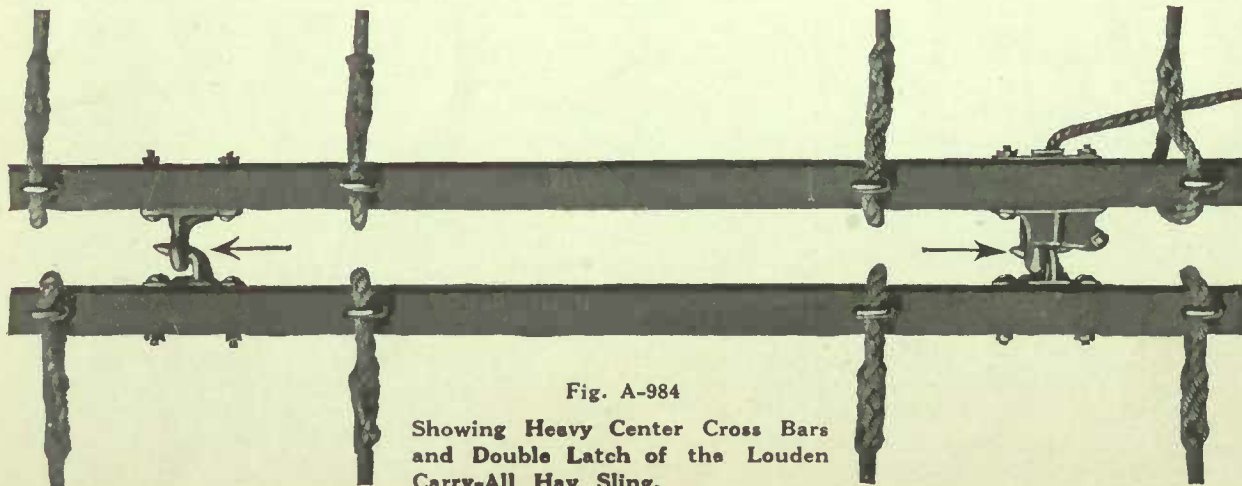 Fig. A-984
Showing Heavy Center Cross Bars
and Double Latch of the Louden
Carry-All Hay Sling.